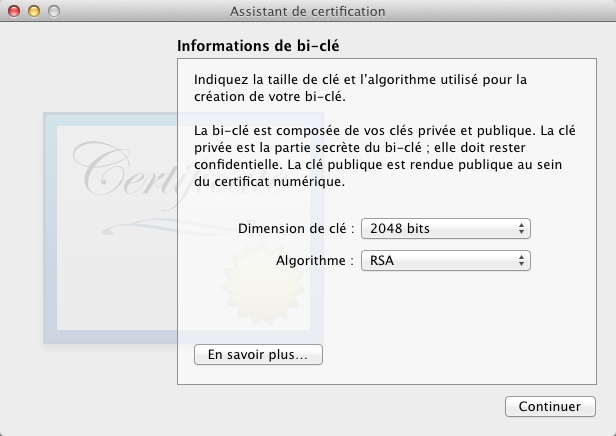 Assistant de certification
Informations de bi-clé
Indiquez la taille de clé et l'algorithme utilisé pour la
création de votre bi-clé.
La bi-clé est composée de vos clés privée et publique. La clé
privée est la partie secrète du bi-clé ; elle doit rester
confidentielle. La clé publique est rendue publique au sein
du certificat numérique.
Dimension de clé : 2048 bits
Algorithme : RSA
En savoir plus...
Continuer